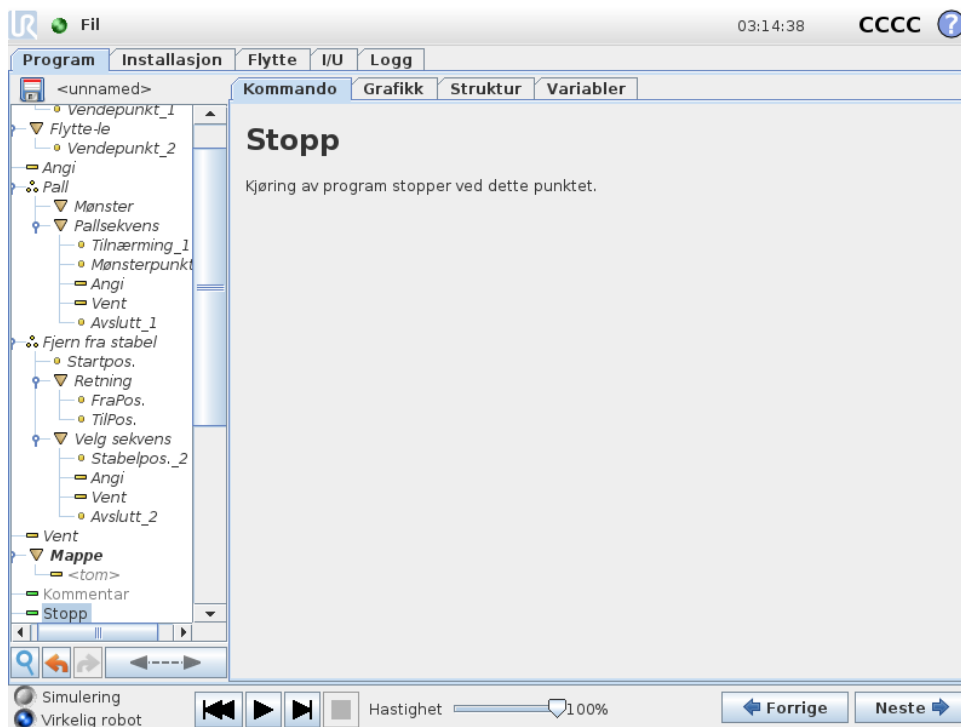 UR Fil 03:14:38 CCCC ?
Program Installasjon Flytte I/U Logg
<unnamed>
Kommando Grafikk Struktur Variabler
Vendepunkt_1
Flytte-le
Vendepunkt_2
Angi
Pall
Mønster
Pallsekvens
Tilnærming_1
Mønsterpunkt
Angi
Vent
Avslutt_1
Fjern fra stabel
Startpos.
Retning
FraPos.
TilPos.
Velg sekvens
Stabelpos._2
Angi
Vent
Avslutt_2
Vent
Mappe
<tom>
Kommentar
Stopp
Stopp
Kjøring av program stopper ved dette punktet.
Simulering
Virkelig robot
Hastighet 100%
Forrige Neste